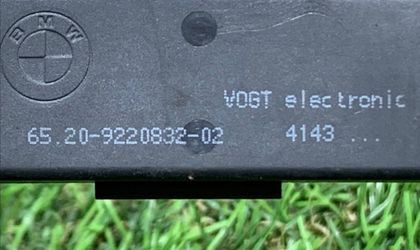 BMW
VOGT electronic
65.20-9220832-02 4143 ...